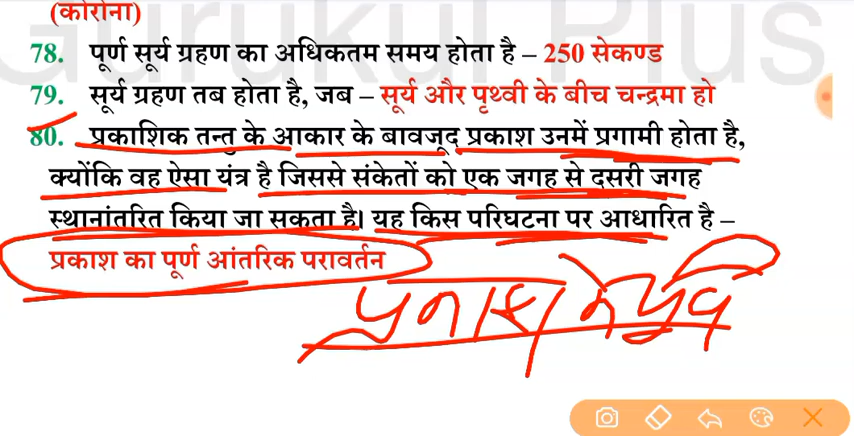 (कोरोना)
Gurukul Plus
78. पूर्ण सूर्य ग्रहण का अधिकतम समय होता है – 250 सेकण्ड
79. सूर्य ग्रहण तब होता है, जब – सूर्य और पृथ्वी के बीच चन्द्रमा हो
80. प्रकाशिक तन्तु के आकार के बावजूद प्रकाश उनमें प्रगामी होता है,
क्योंकि वह ऐसा यंत्र है जिससे संकेतों को एक जगह से दूसरी जगह
स्थानांतरित किया जा सकता है। यह किस परिघटना पर आधारित है –
प्रकाश का पूर्ण आंतरिक परावर्तन
प्रकाश के